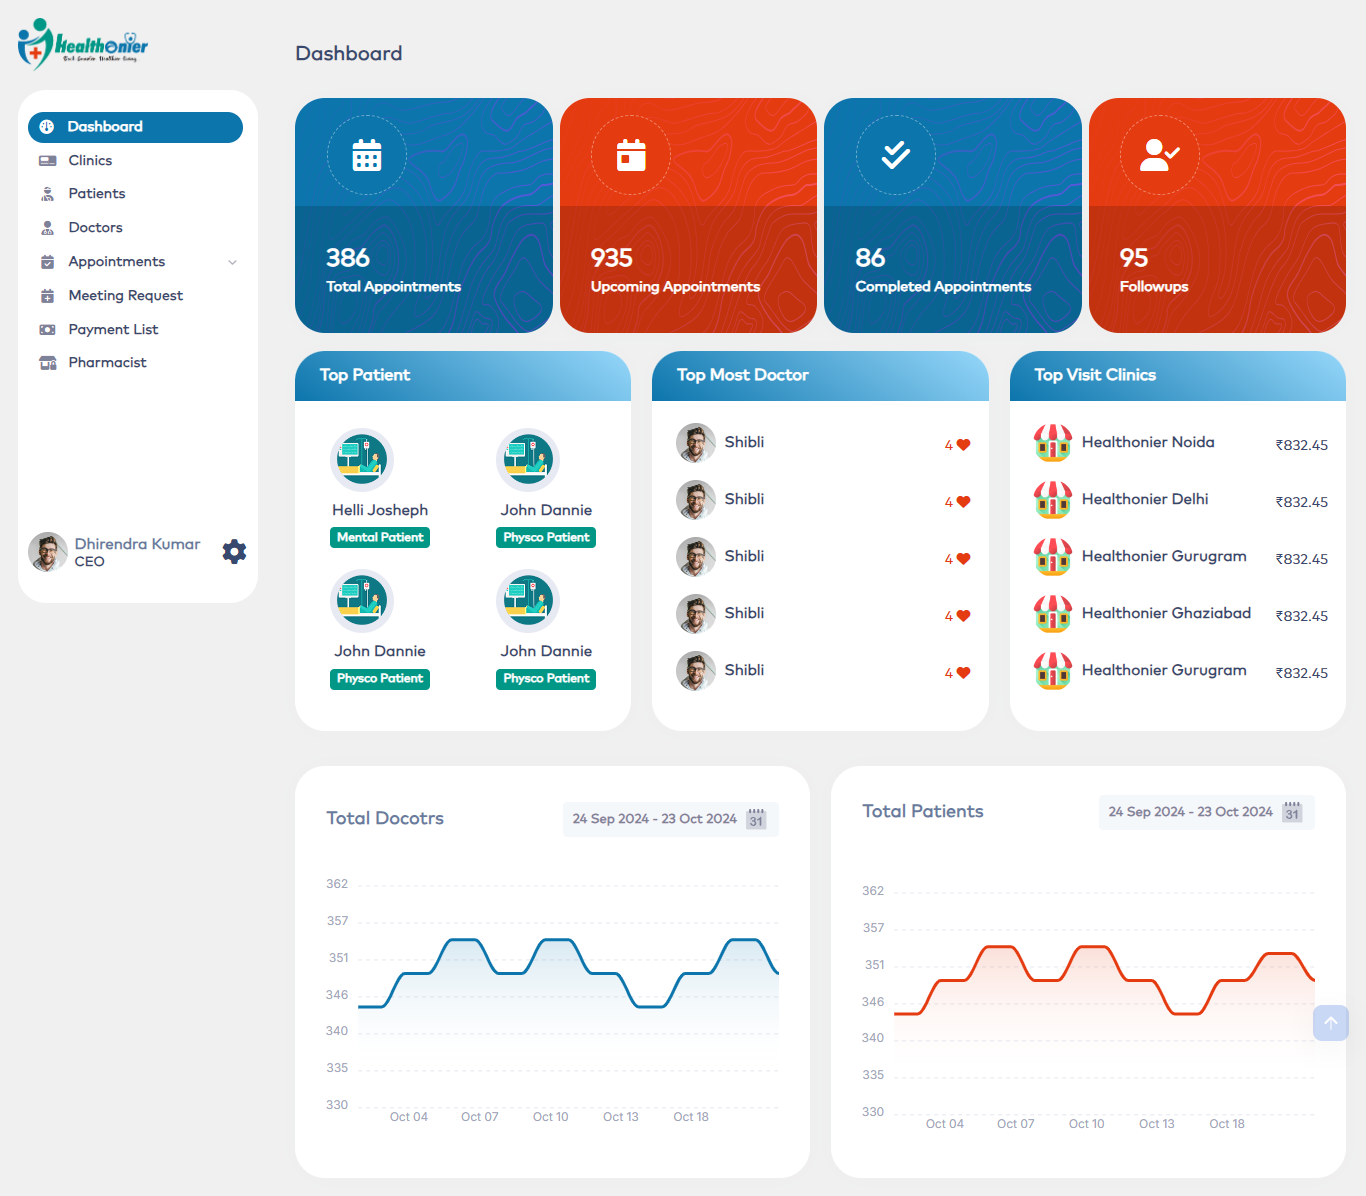 Healthonier
Dashboard
Dashboard
Clinics
Patients
Doctors
Appointments
Meeting Request
Payment List
Pharmacist
Dhirendra Kumar
CEO
386
Total Appointments
935
Upcoming Appointments
86
Completed Appointments
95
Followups
Top Patient
Helli Josheph
Mental Patient
John Dannie
Physco Patient
John Dannie
Physco Patient
John Dannie
Physco Patient
Top Most Doctor
Shibli 4
Shibli 4
Shibli 4
Shibli 4
Shibli 4
Top Visit Clinics
Healthonier Noida ₹832.45
Healthonier Delhi ₹832.45
Healthonier Gurugram ₹832.45
Healthonier Ghaziabad ₹832.45
Healthonier Gurugram ₹832.45
Total Docotrs
24 Sep 2024 - 23 Oct 2024
31
362
357
351
346
340
335
330
Oct 04 Oct 07 Oct 10 Oct 13 Oct 18
Total Patients
24 Sep 2024 - 23 Oct 2024
31
362
357
351
346
340
335
330
Oct 04 Oct 07 Oct 10 Oct 13 Oct 18